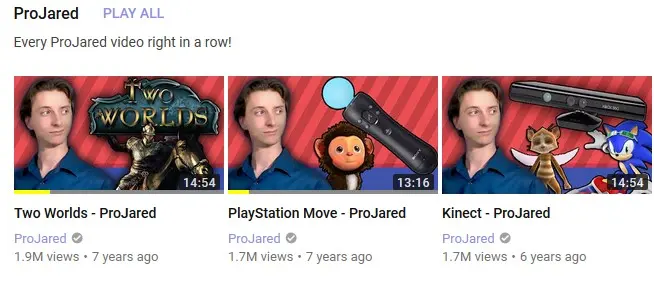 ProJared PLAY ALL
Every ProJared video right in a row!
TWO WORLDS
14:54
13:16
XBOX 360
14:54
Two Worlds - ProJared
PlayStation Move - ProJared
Kinect - ProJared
ProJared
ProJared
ProJared
1.9M views • 7 years ago
1.7M views • 7 years ago
1.7M views • 6 years ago